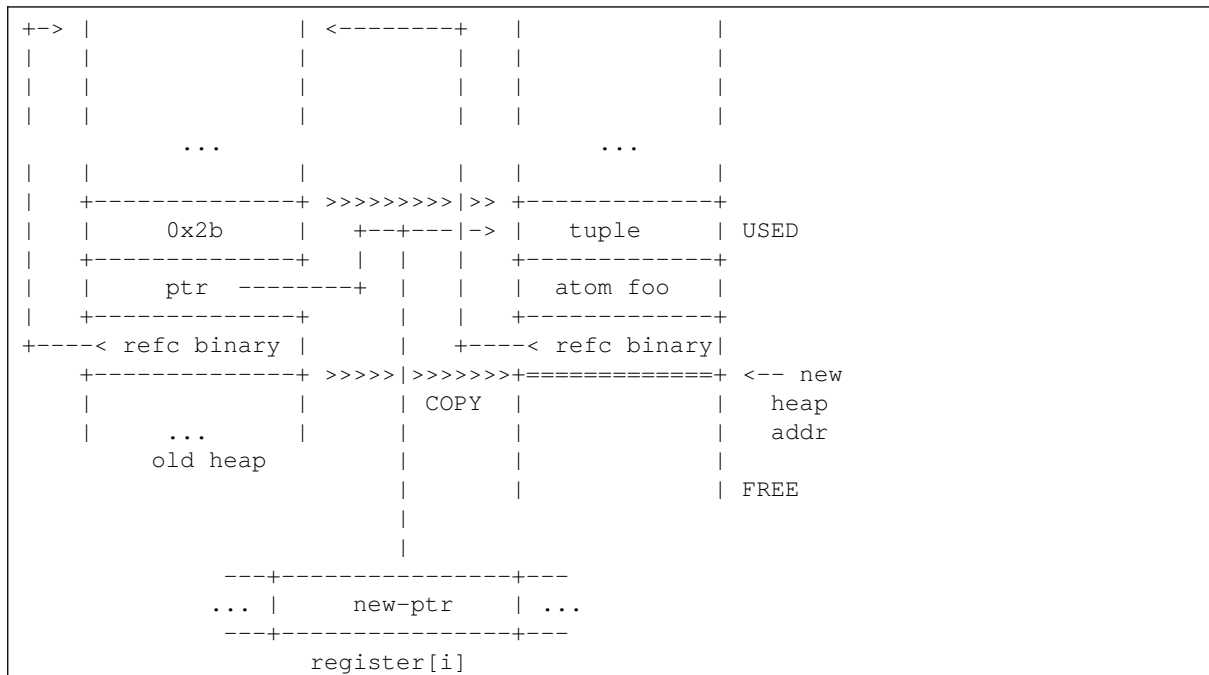 +-> |              | <--------+   |             |
|   |              |          |   |             |
|   |              |          |   |             |
|   |              |          |   |             |
          ...                           ...
|   |              |          |   |             |
|   +--------------+ >>>>>>>>>|>> +-------------+
|   |     0x2b     |   +--+---|-> |   tuple     | USED
|   +--------------+   |  |   |   +-------------+
|   |     ptr  --------+  |   |   |  atom foo   |
|   +--------------+      |   |   +-------------+
+----< refc binary |      |   +----< refc binary|
    +--------------+ >>>>>|>>>>>>>+=============+ <-- new
    |              |      | COPY  |             |   heap
    |     ...      |      |       |             |   addr
        old heap          |       |             |
                          |       |             | FREE
                          |
                          |
             ---+----------------+---
            ... |     new-ptr    | ...
             ---+----------------+---
                   register[i]